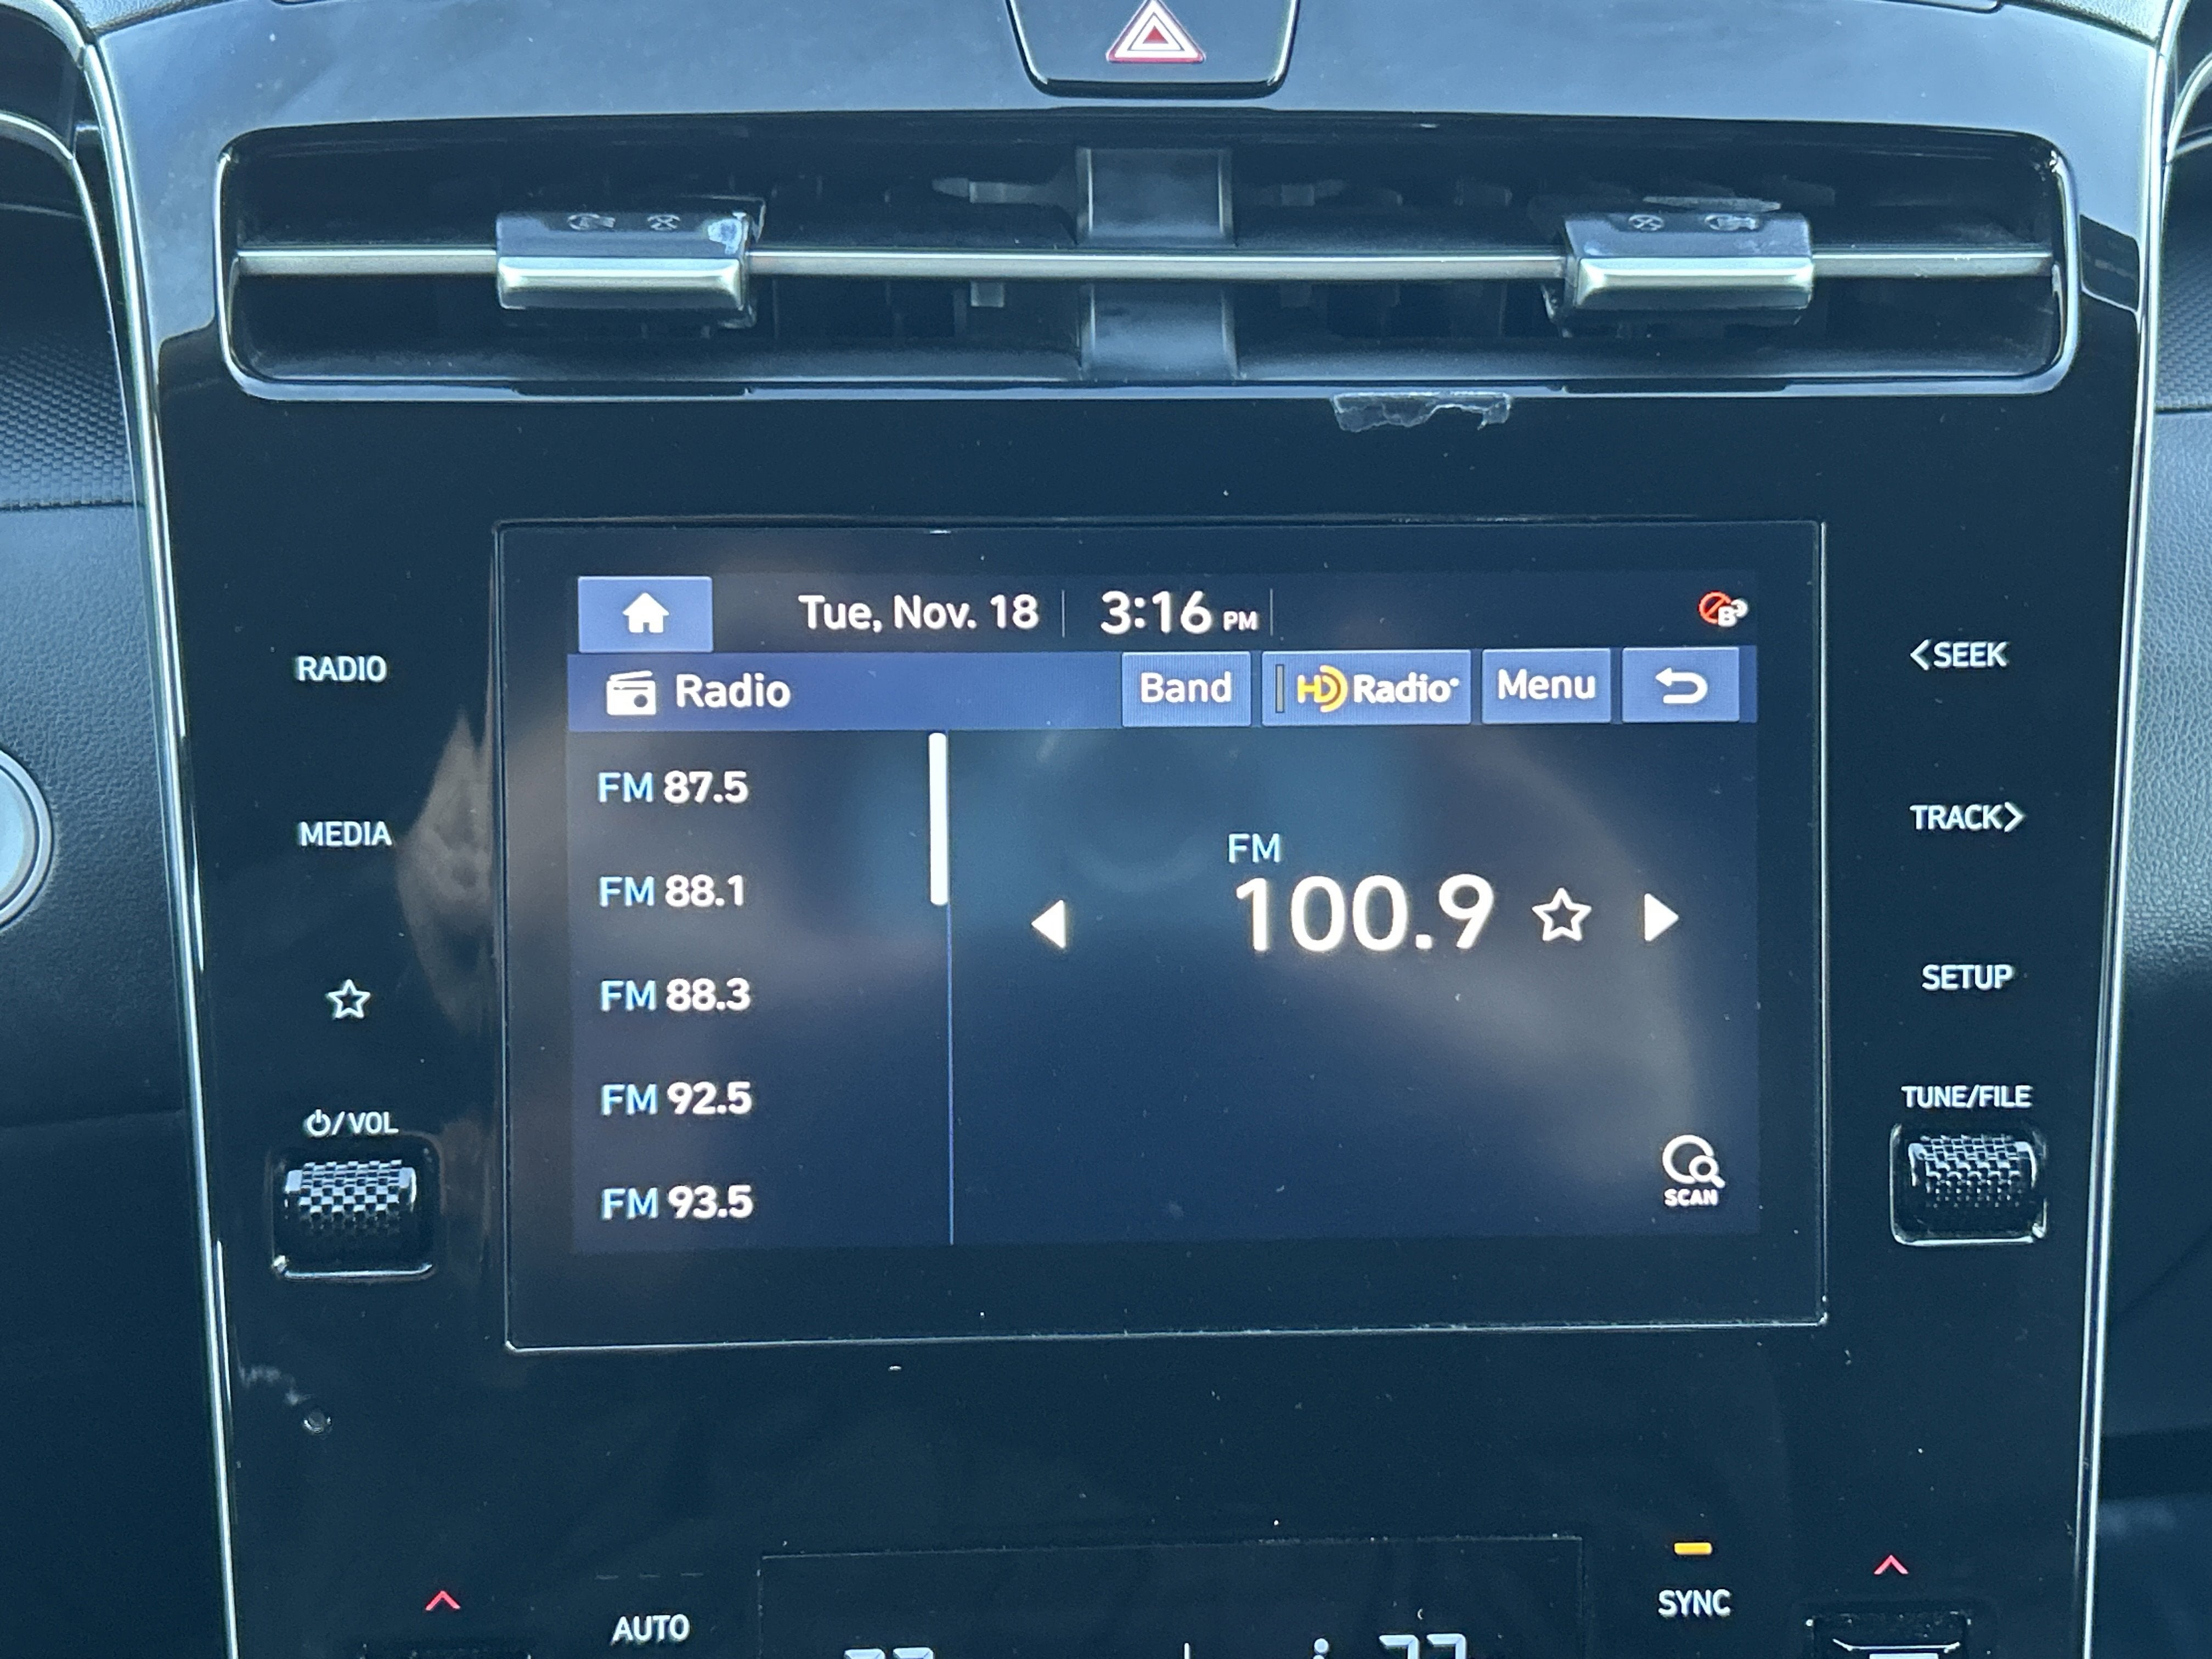 Tue, Nov. 18 3:16 PM
Radio Band HD Radio Menu
RADIO
MEDIA
/VOL
FM 87.5
FM 88.1
FM 88.3
FM 92.5
FM 93.5
FM
100.9
SCAN
<SEEK
TRACK>
SETUP
TUNE/FILE
AUTO
SYNC